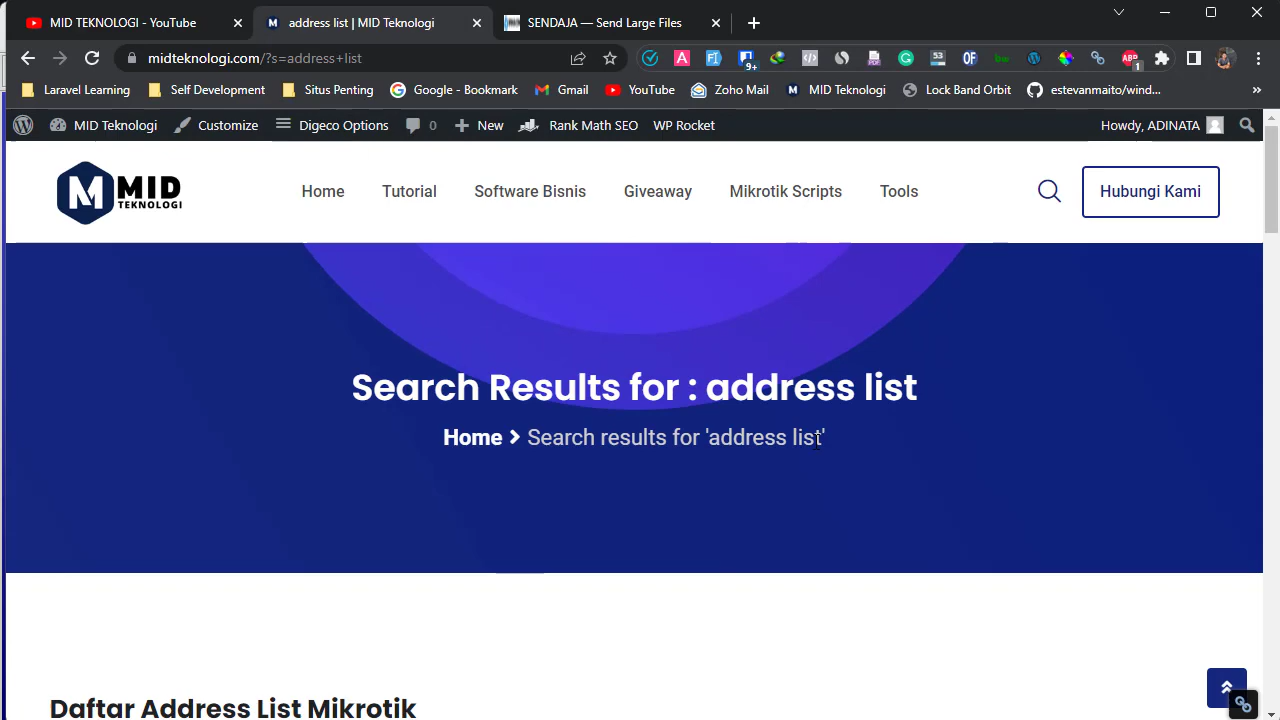 MID TEKNOLOGI - YouTube
address list | MID Teknologi
SENDAJA — Send Large Files
midteknologi.com/?s=address+list
9+
1
Laravel Learning
Self Development
Situs Penting
Google - Bookmark
Gmail
YouTube
Zoho Mail
MID Teknologi
Lock Band Orbit
estevanmaito/wind...
MID Teknologi
Customize
Digeco Options
0
New
Rank Math SEO
WP Rocket
Howdy, ADINATA
MID
TEKNOLOGI
Home
Tutorial
Software Bisnis
Giveaway
Mikrotik Scripts
Tools
Hubungi Kami
Search Results for : address list
Home
Search results for 'address list'
Daftar Address List Mikrotik